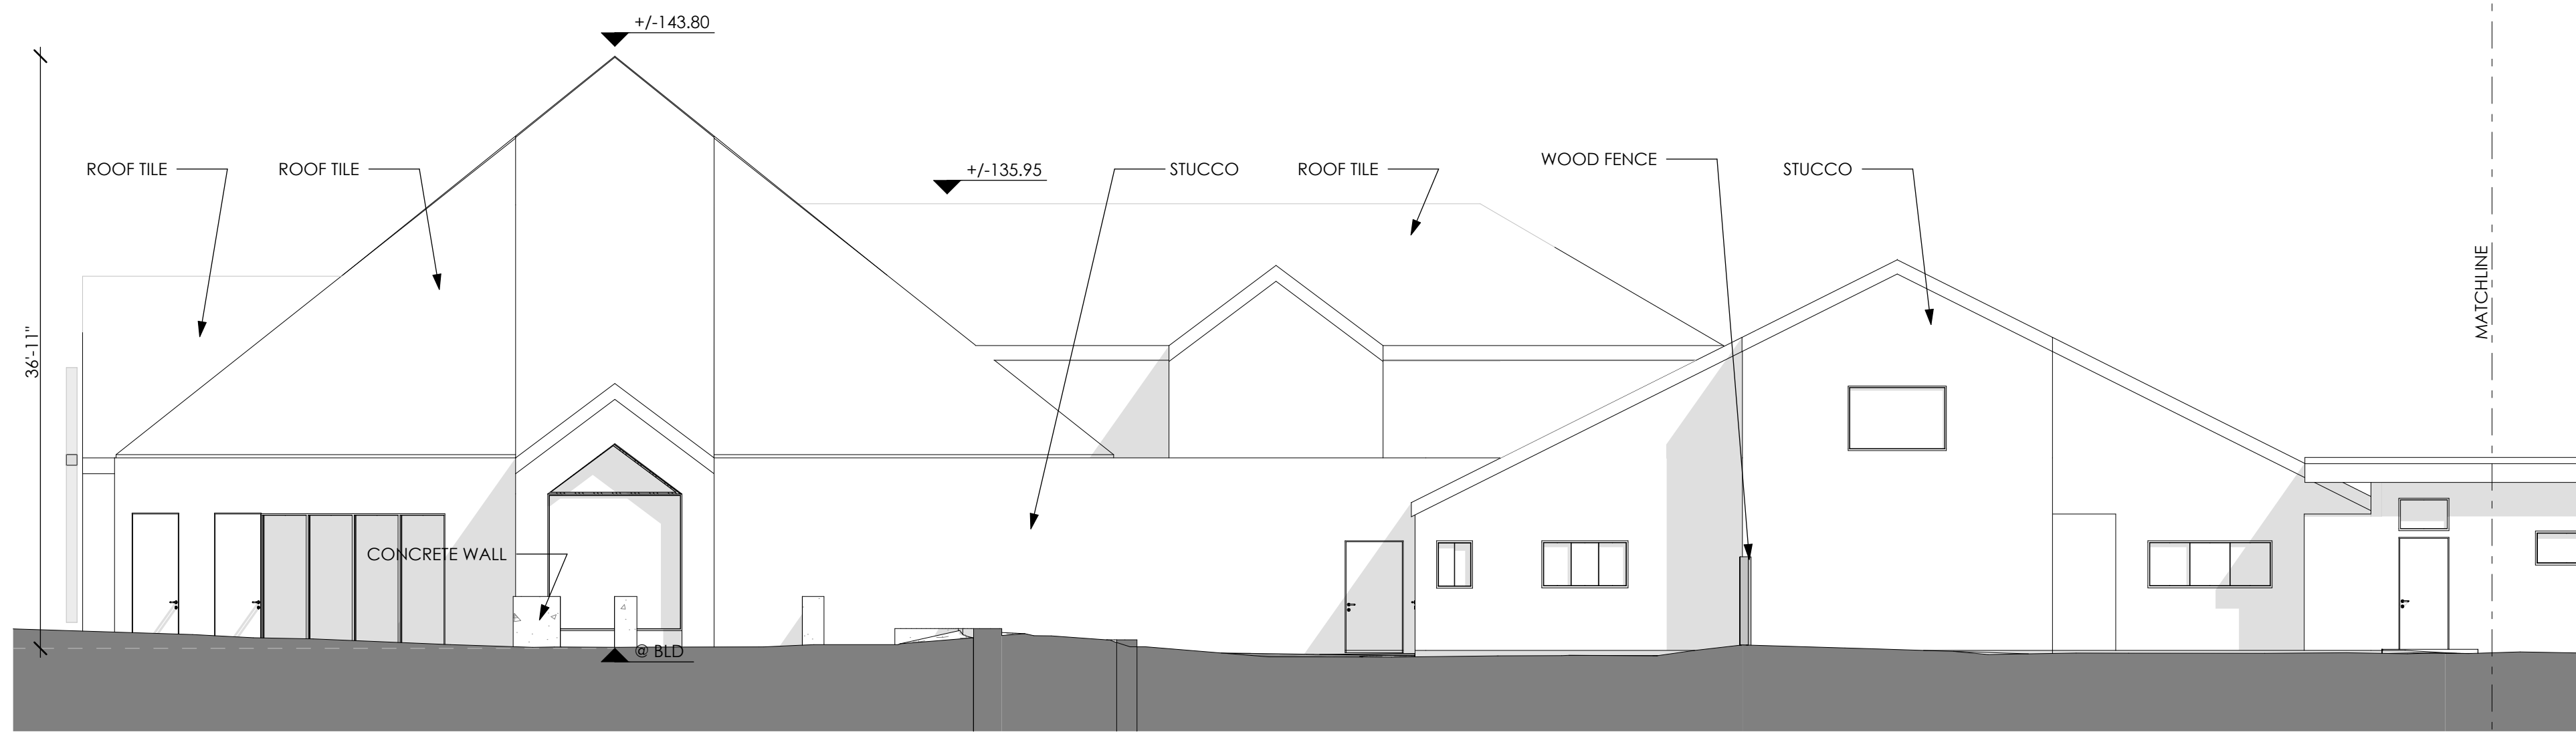 +/-143.80
ROOF TILE
ROOF TILE
+/-135.95
STUCCO
ROOF TILE
WOOD FENCE
STUCCO
MATCHLINE
36'-11"
CONCRETE WALL
@ BLD